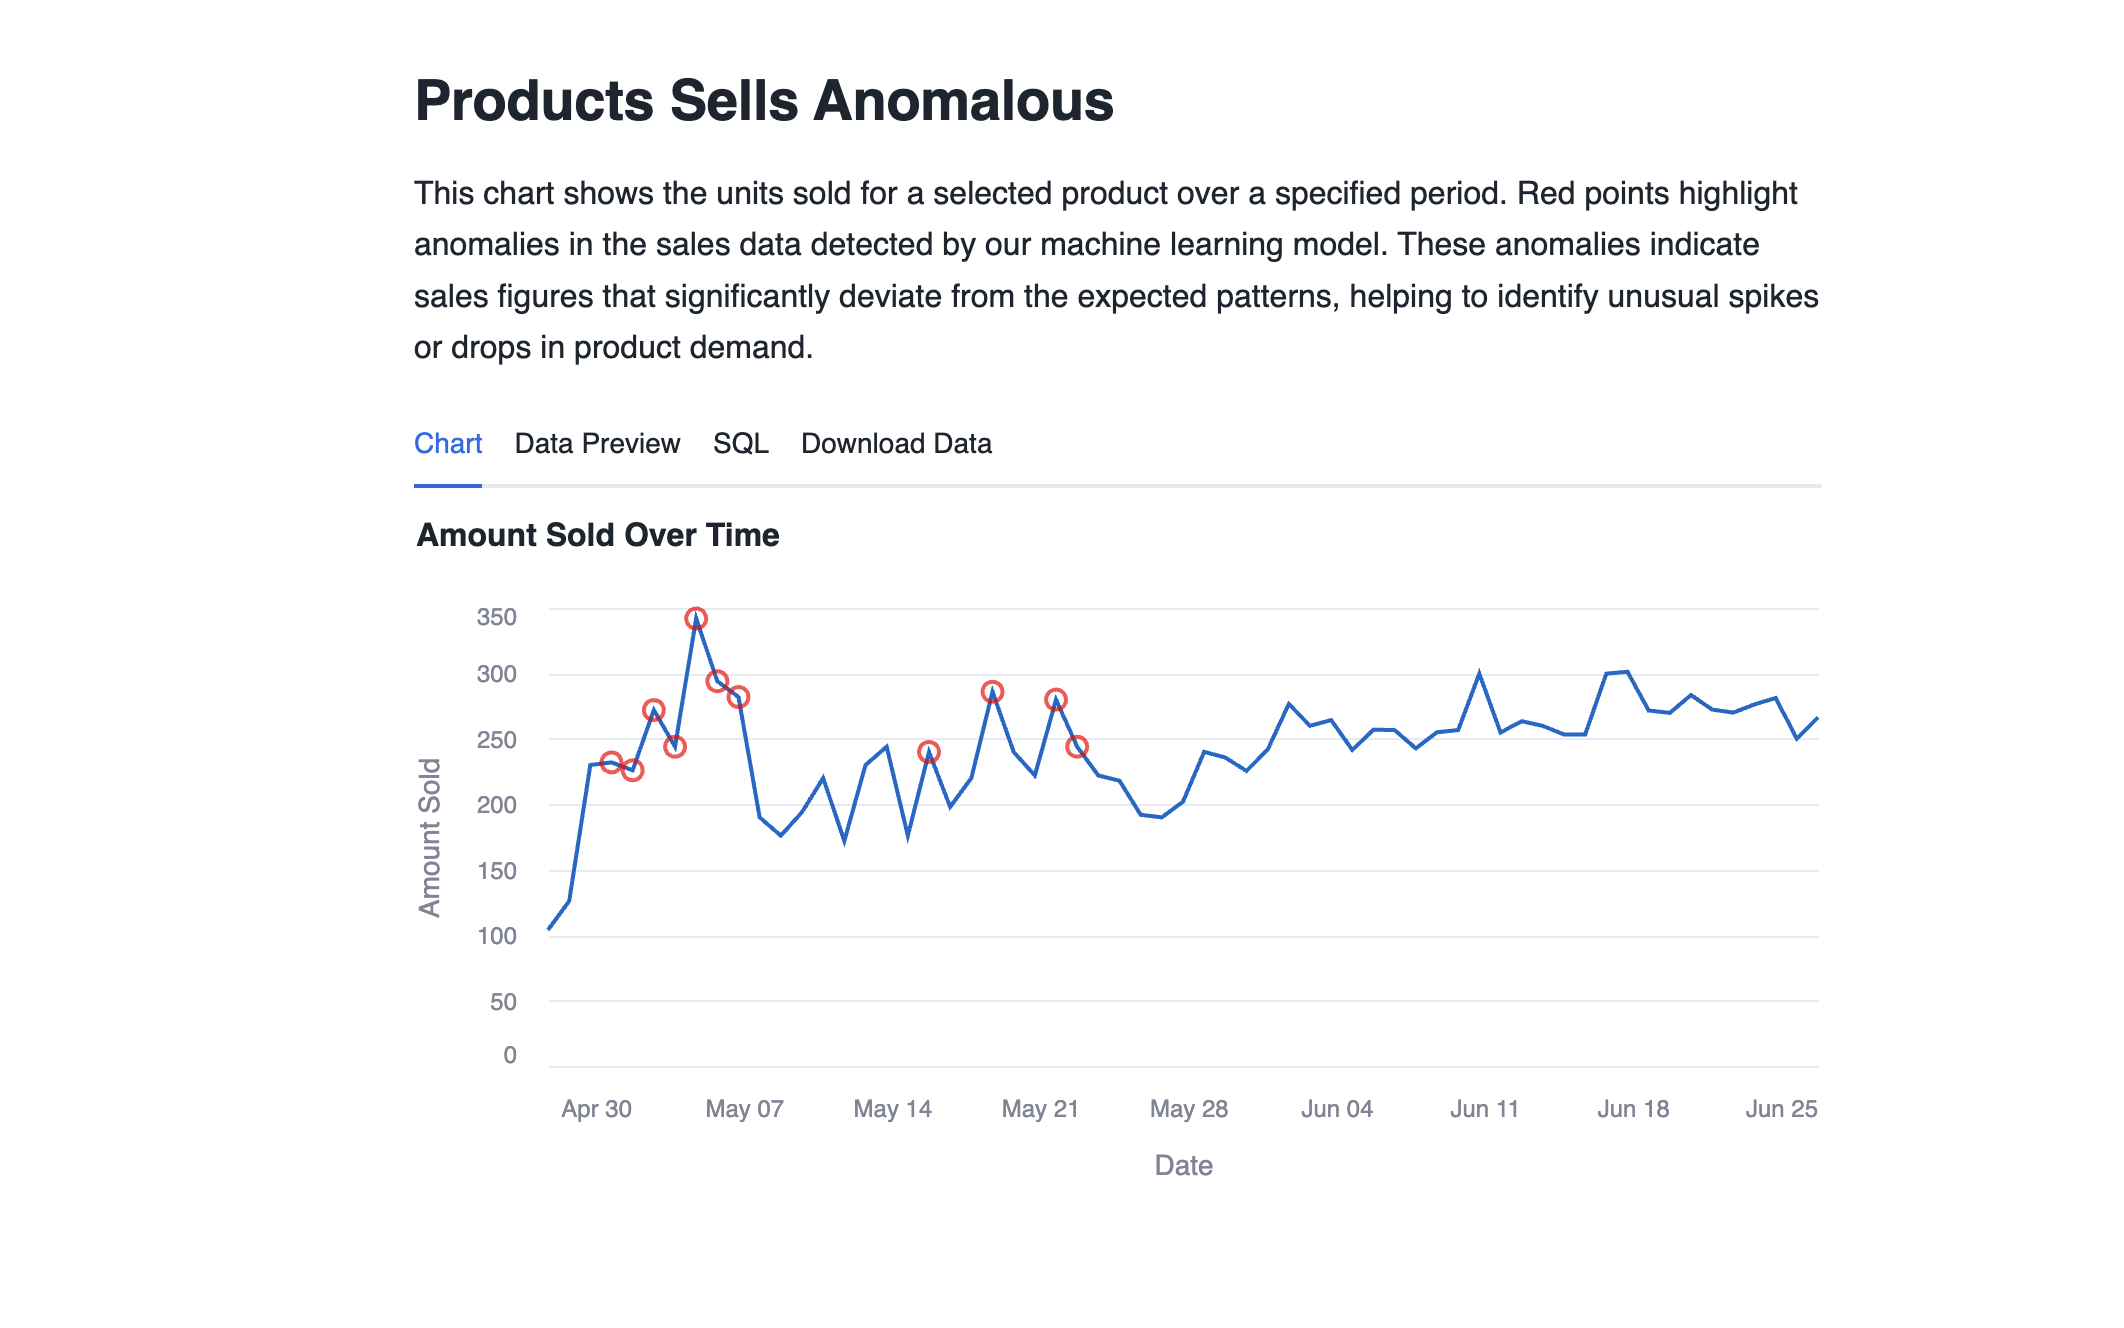 Products Sells Anomalous
This chart shows the units sold for a selected product over a specified period. Red points highlight
anomalies in the sales data detected by our machine learning model. These anomalies indicate
sales figures that significantly deviate from the expected patterns, helping to identify unusual spikes
or drops in product demand.
Chart Data Preview SQL Download Data
Amount Sold Over Time
350
300
250
200
150
100
50
0
Amount Sold
Apr 30 May 07 May 14 May 21 May 28 Jun 04 Jun 11 Jun 18 Jun 25
Date